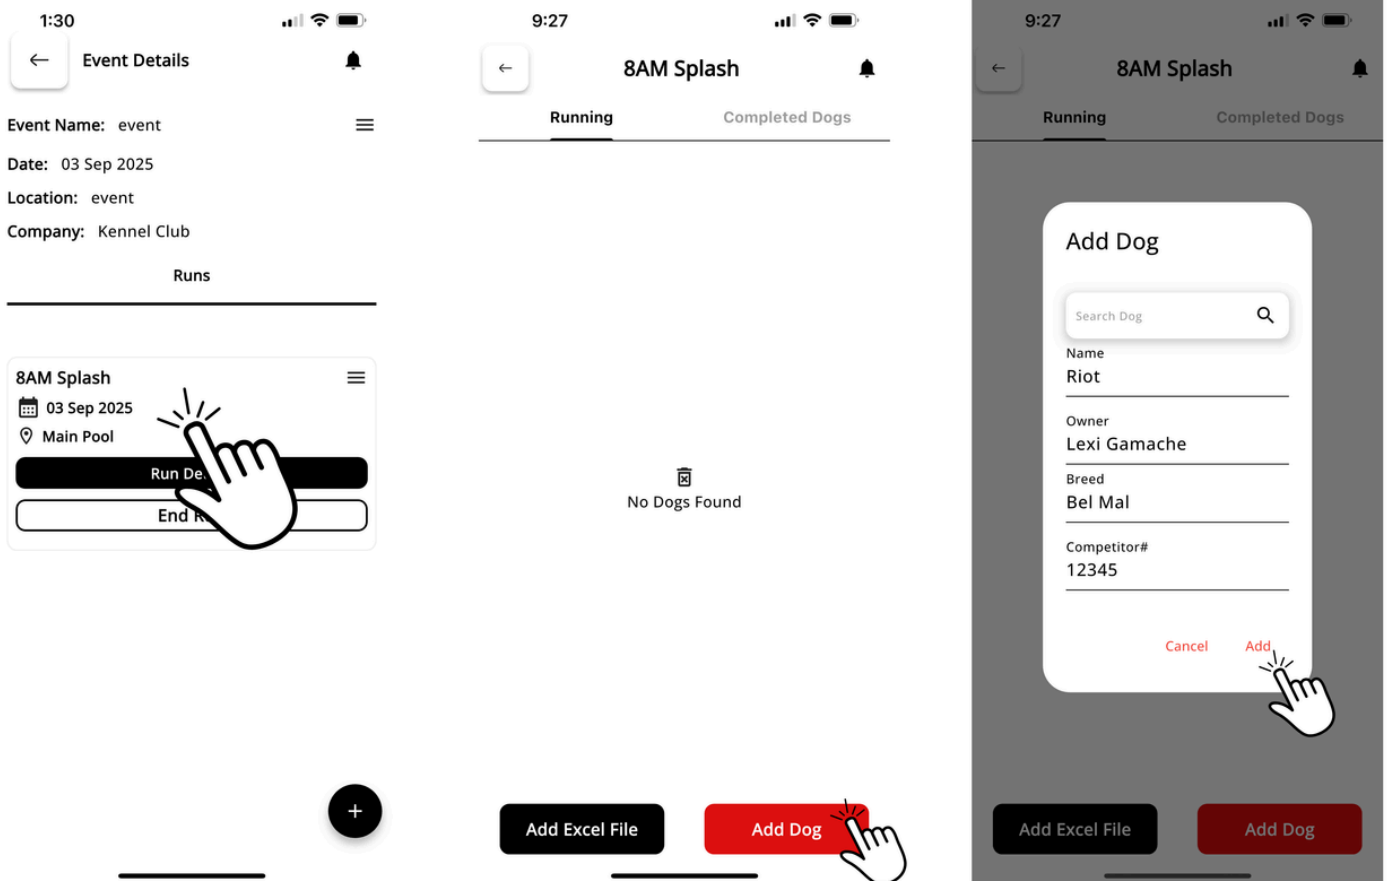 1:30
Event Details
Event Name: event
Date: 03 Sep 2025
Location: event
Company: Kennel Club
Runs
8AM Splash
03 Sep 2025
Main Pool
Run De
End R
9:27
8AM Splash
Running
Completed Dogs
No Dogs Found
Add Excel File
Add Dog
9:27
8AM Splash
Running
Completed Dogs
Add Dog
Search Dog
Name
Riot
Owner
Lexi Gamache
Breed
Bel Mal
Competitor#
12345
Cancel
Add
Add Excel File
Add Dog